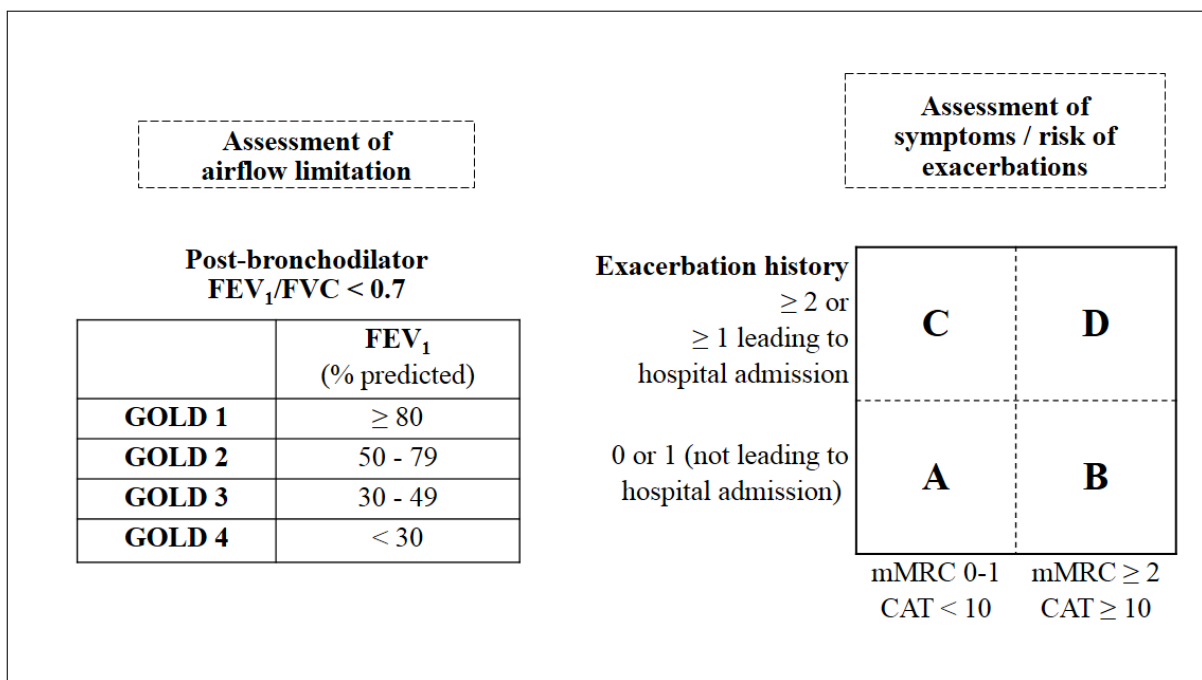 Assessment of
airflow limitation
Post-bronchodilator
FEV₁/FVC < 0.7
FEV₁
(% predicted)
GOLD 1 ≥ 80
GOLD 2 50 - 79
GOLD 3 30 - 49
GOLD 4 < 30
Assessment of
symptoms / risk of
exacerbations
Exacerbation history
≥ 2 or
≥ 1 leading to
hospital admission
C D
0 or 1 (not leading to
hospital admission)
A B
mMRC 0-1 mMRC ≥ 2
CAT < 10 CAT ≥ 10